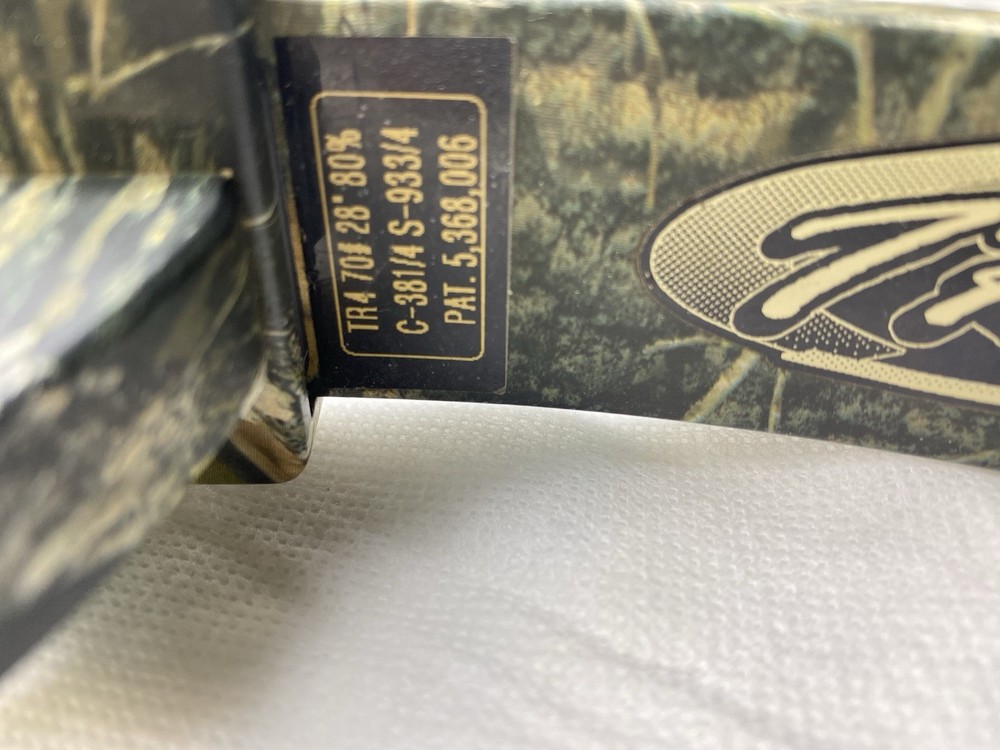 TR4 70# 28" 80%
C-381/4 S-933/4
PAT. 5,368,006